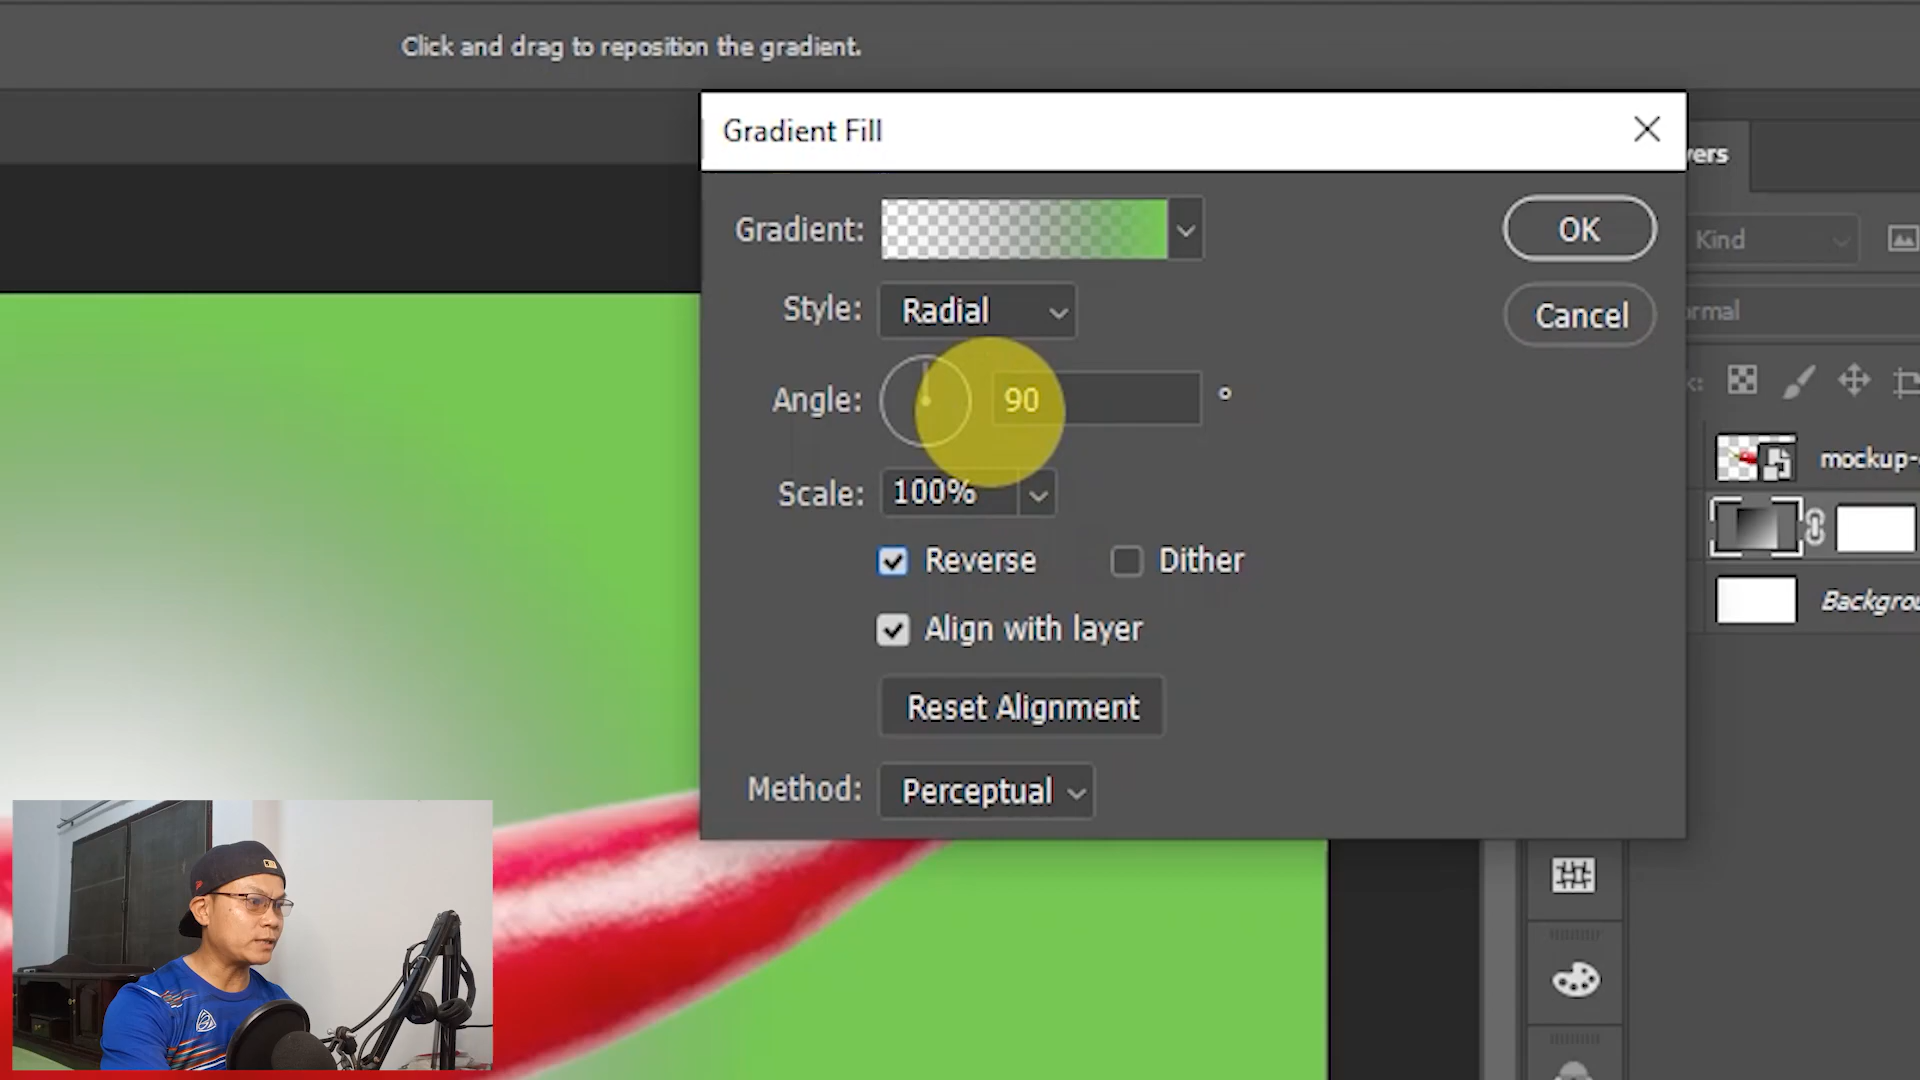 Click and drag to reposition the gradient.
Gradient Fill
yers
Gradient:
OK
Kind
Style: Radial
Cancel
ormal
Angle: 90 °
k:
mockup-
Scale: 100%
Reverse Dither
Align with layer
Backgrou
Reset Alignment
Method: Perceptual